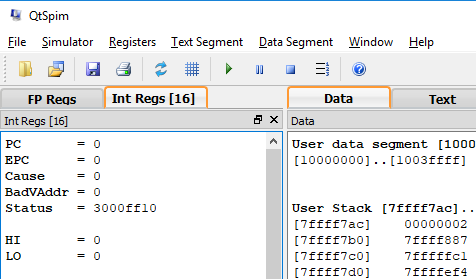 QtSpim
File Simulator Registers Text Segment Data Segment Window Help
FP Regs Int Regs [16] Data Text
Int Regs [16] Data
PC = 0
EPC = 0
Cause = 0
BadVAddr = 0
Status = 3000ff10
HI = 0
LO = 0
User data segment [1000
[10000000]..[1003ffff]
User Stack [7ffff7ac]..
[7ffff7ac] 00000002
[7ffff7b0] 7ffff887
[7ffff7c0] 7fffffc1
[7ffff7d0] 7ffffef4